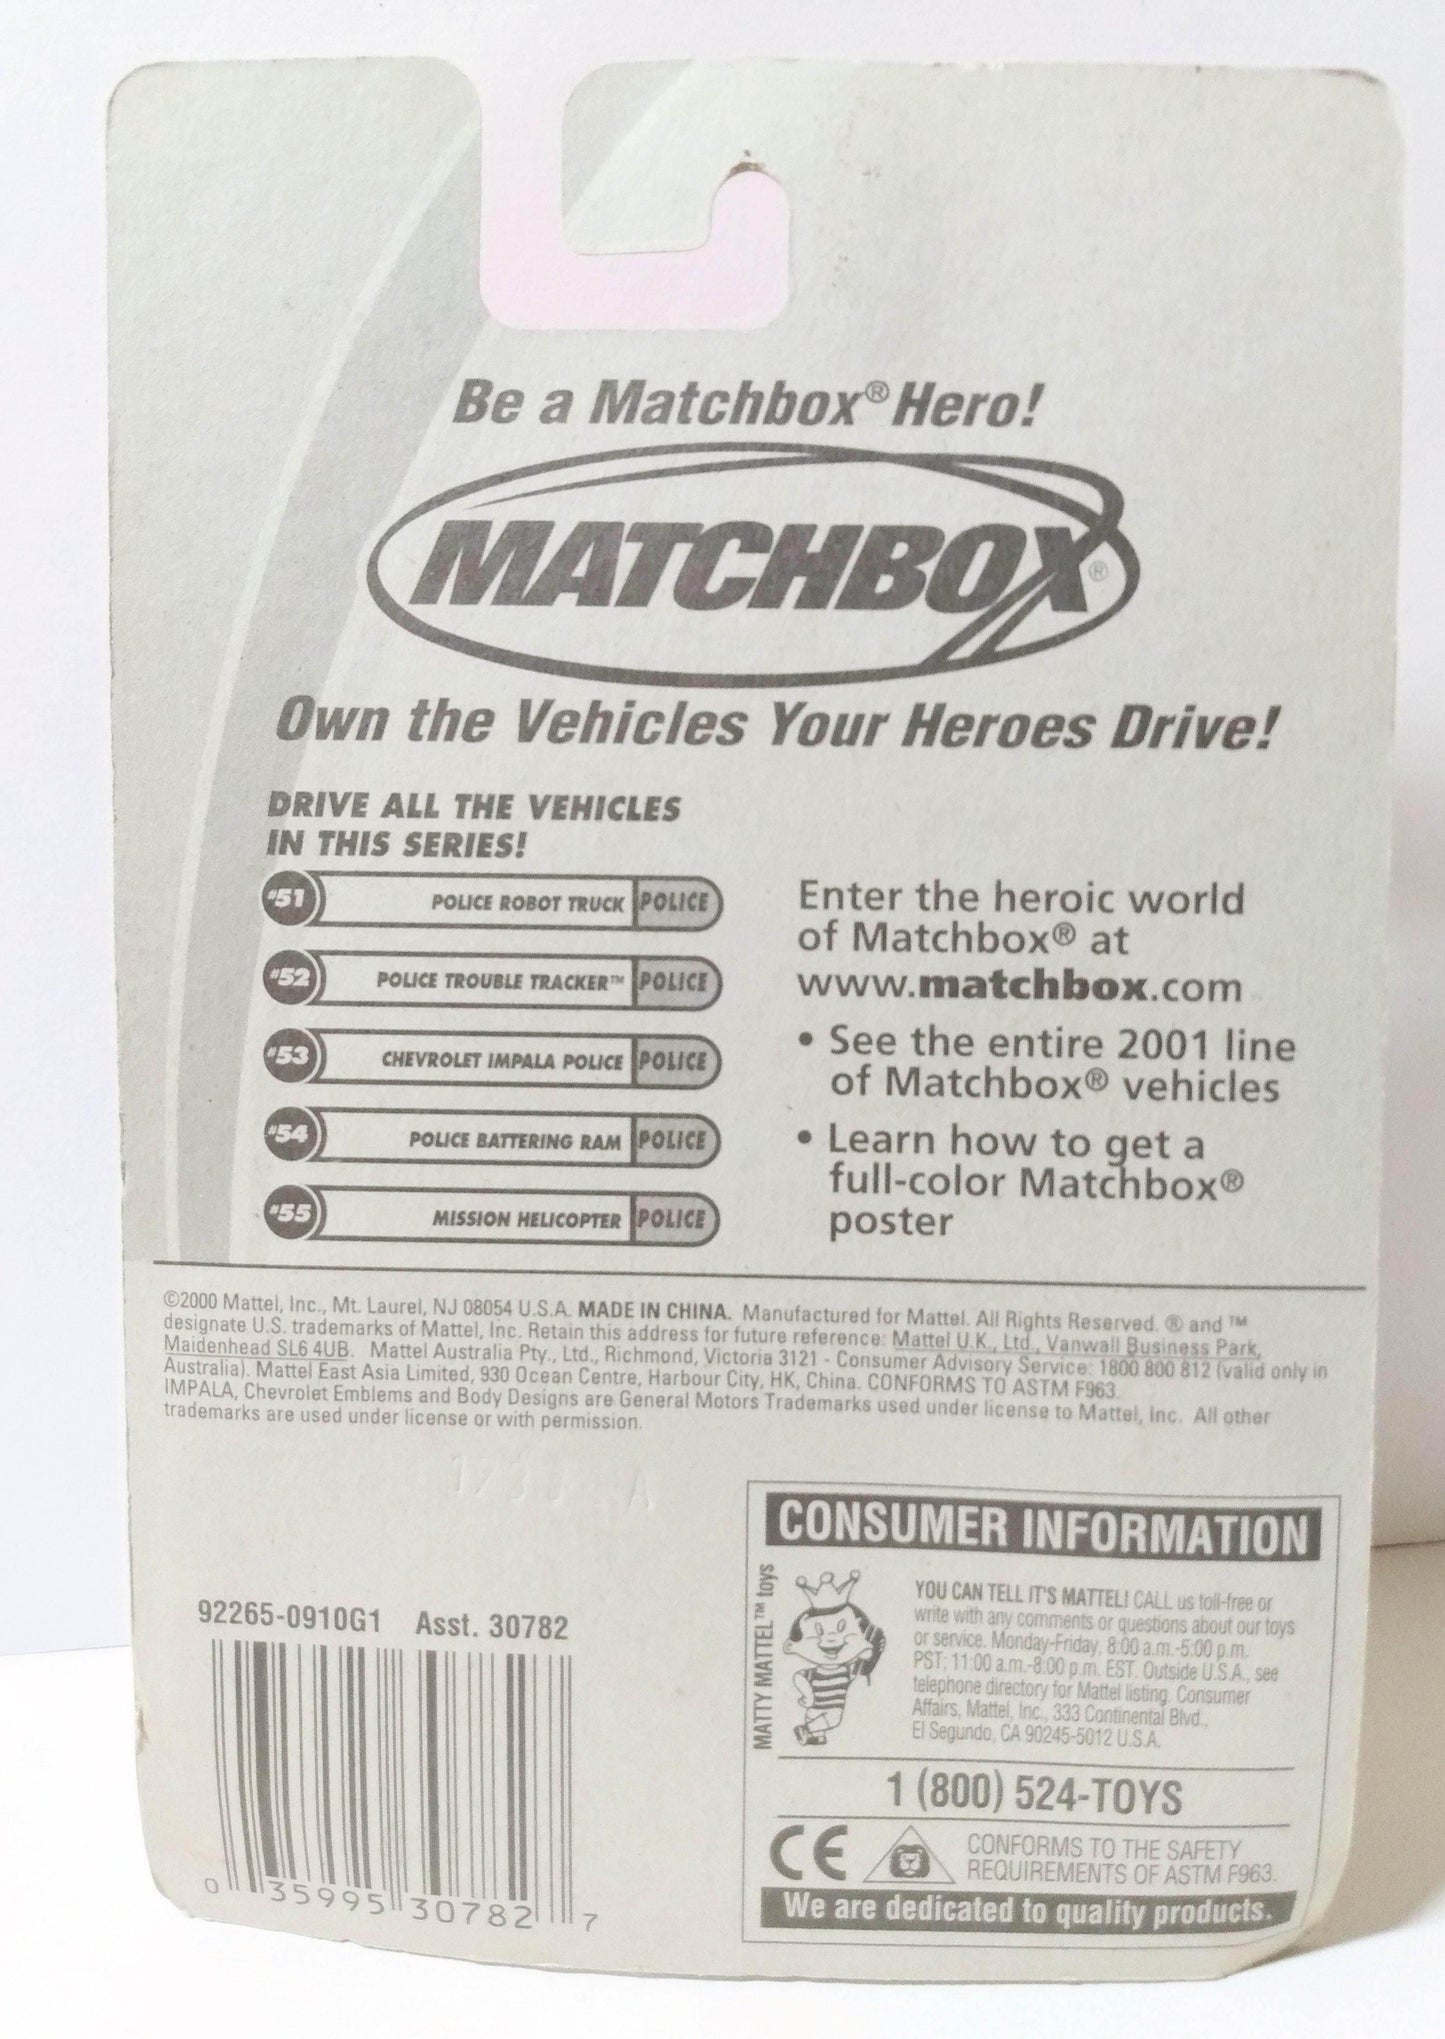 Be a Matchbox® Hero!
MATCHBOX®
Own the Vehicles Your Heroes Drive!
DRIVE ALL THE VEHICLES
IN THIS SERIES!
#51 POLICE ROBOT TRUCK POLICE
#52 POLICE TROUBLE TRACKER™ POLICE
#53 CHEVROLET IMPALA POLICE POLICE
#54 POLICE BATTERING RAM POLICE
#55 MISSION HELICOPTER POLICE
Enter the heroic world
of Matchbox® at
www.matchbox.com
• See the entire 2001 line
of Matchbox® vehicles
• Learn how to get a
full-color Matchbox®
poster
©2000 Mattel, Inc., Mt. Laurel, NJ 08054 U.S.A. MADE IN CHINA. Manufactured for Mattel. All Rights Reserved. ® and ™
designate U.S. trademarks of Mattel, Inc. Retain this address for future reference: Mattel U.K., Ltd., Vanwall Business Park,
Maidenhead SL6 4UB. Mattel Australia Pty., Ltd., Richmond, Victoria 3121 - Consumer Advisory Service: 1800 800 812 (valid only in
Australia). Mattel East Asia Limited, 930 Ocean Centre, Harbour City, HK, China. CONFORMS TO ASTM F963.
IMPALA, Chevrolet Emblems and Body Designs are General Motors Trademarks used under license to Mattel, Inc. All other
trademarks are used under license or with permission.
92265-0910G1 Asst. 30782
0 35995 30782 7
CONSUMER INFORMATION
MATTY MATTEL™ toys
YOU CAN TELL IT'S MATTEL! CALL us toll-free or
write with any comments or questions about our toys
or service. Monday-Friday, 8:00 a.m.-5:00 p.m.
PST; 11:00 a.m.-8:00 p.m. EST. Outside U.S.A., see
telephone directory for Mattel listing. Consumer
Affairs, Mattel, Inc., 333 Continental Blvd.,
El Segundo, CA 90245-5012 U.S.A.
1 (800) 524-TOYS
CE
CONFORMS TO THE SAFETY
REQUIREMENTS OF ASTM F963.
We are dedicated to quality products.